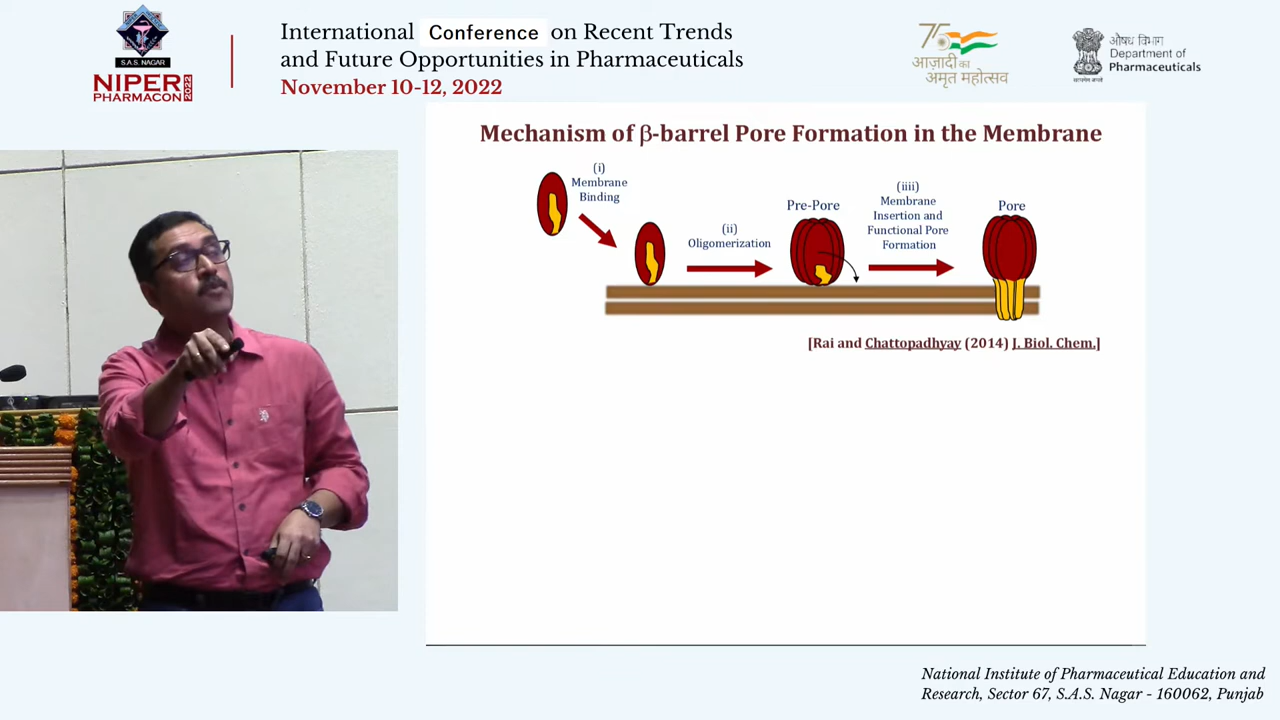 S.A.S. NAGAR
NIPER
PHARMACON 2022
International Conference on Recent Trends
and Future Opportunities in Pharmaceuticals
November 10-12, 2022
75
आज़ादी का
अमृत महोत्सव
औषध विभाग
Department of
Pharmaceuticals
Mechanism of β-barrel Pore Formation in the Membrane
(i)
Membrane
Binding
(ii)
Oligomerization
Pre-Pore
(iiii)
Membrane
Insertion and
Functional Pore
Formation
Pore
[Rai and Chattopadhyay (2014) J. Biol. Chem.]
National Institute of Pharmaceutical Education and
Research, Sector 67, S.A.S. Nagar - 160062, Punjab